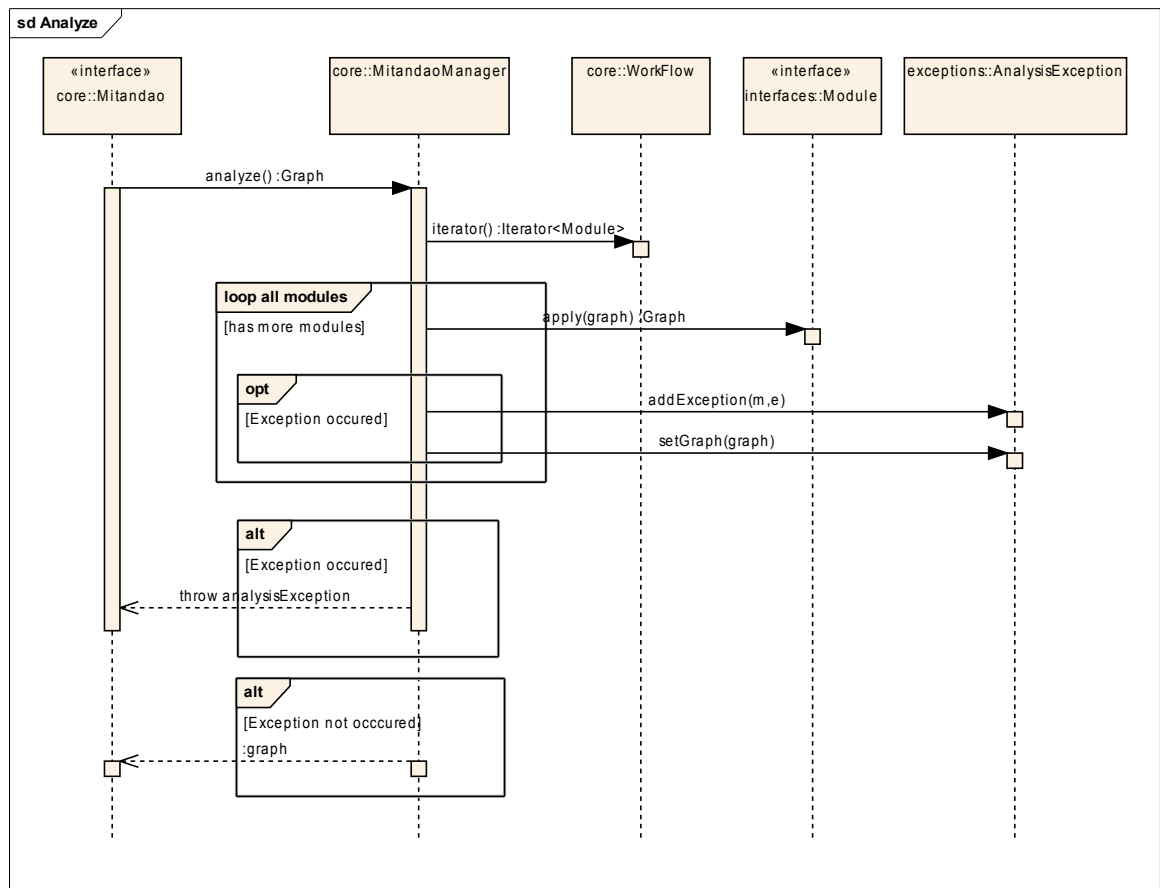 sd Analyze
«interface»
core::Mitandao
core::MitandaoManager
core::WorkFlow
«interface»
interfaces::Module
exceptions::AnalysisException
analyze() :Graph
iterator() :Iterator<Module>
loop all modules
[has more modules]
apply(graph) :Graph
opt
[Exception occured]
addException(m,e)
setGraph(graph)
alt
[Exception occured]
throw analysisException
alt
[Exception not occcured]
:graph